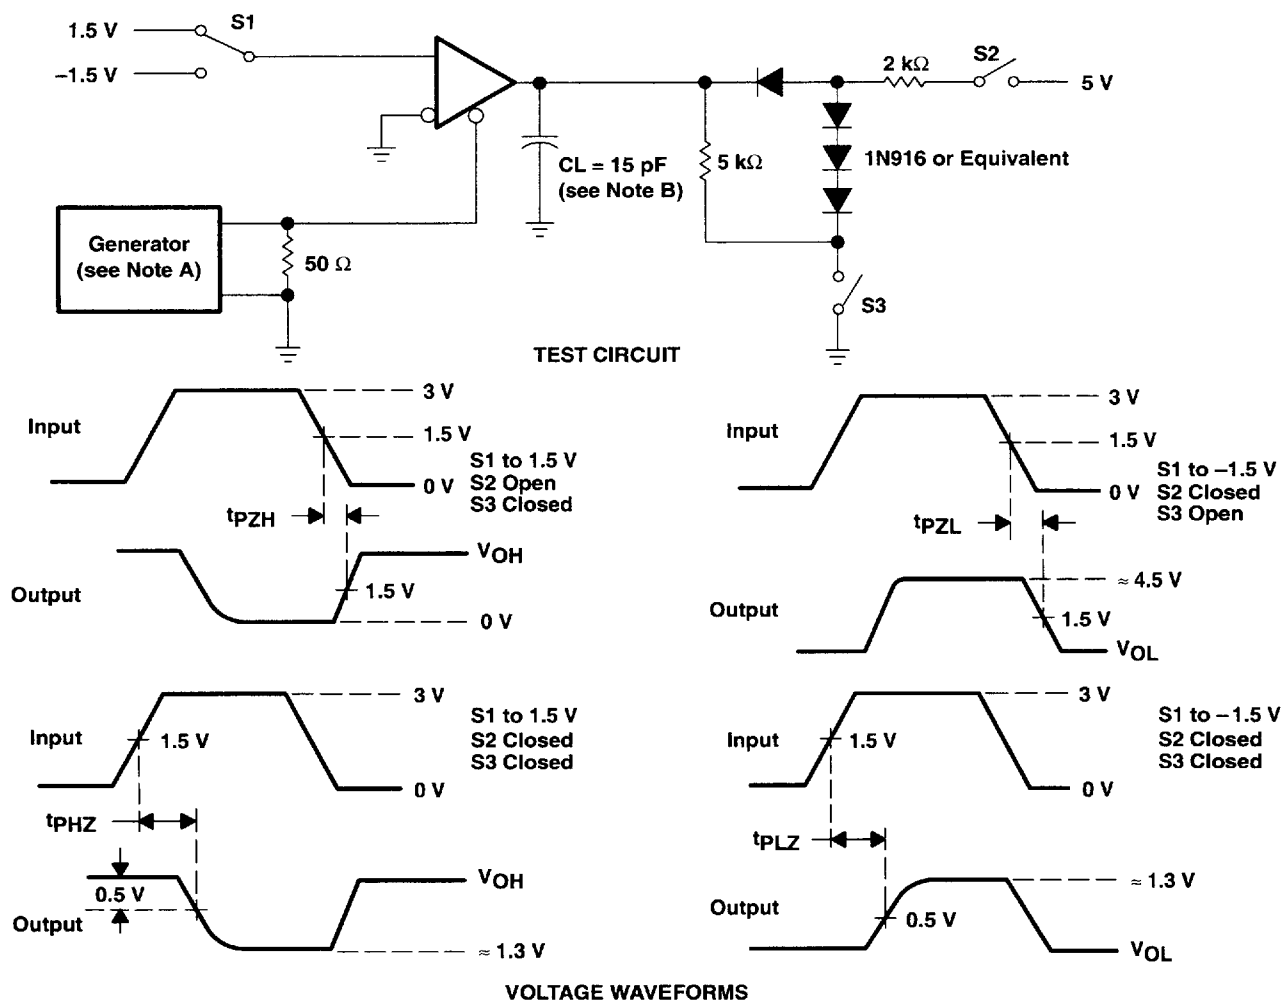 1.5 V
S1
–1.5 V
2 kΩ
S2
5 V
CL = 15 pF
(see Note B)
5 kΩ
1N916 or Equivalent
Generator
(see Note A)
50 Ω
S3
TEST CIRCUIT
Input
3 V
1.5 V
0 V
S1 to 1.5 V
S2 Open
S3 Closed
tPZH
Output
VOH
1.5 V
0 V
Input
3 V
1.5 V
0 V
S1 to –1.5 V
S2 Closed
S3 Open
tPZL
Output
≈ 4.5 V
1.5 V
VOL
Input
3 V
1.5 V
0 V
S1 to 1.5 V
S2 Closed
S3 Closed
tPHZ
0.5 V
Output
VOH
≈ 1.3 V
Input
3 V
1.5 V
0 V
S1 to –1.5 V
S2 Closed
S3 Closed
tPLZ
Output
≈ 1.3 V
0.5 V
VOL
VOLTAGE WAVEFORMS